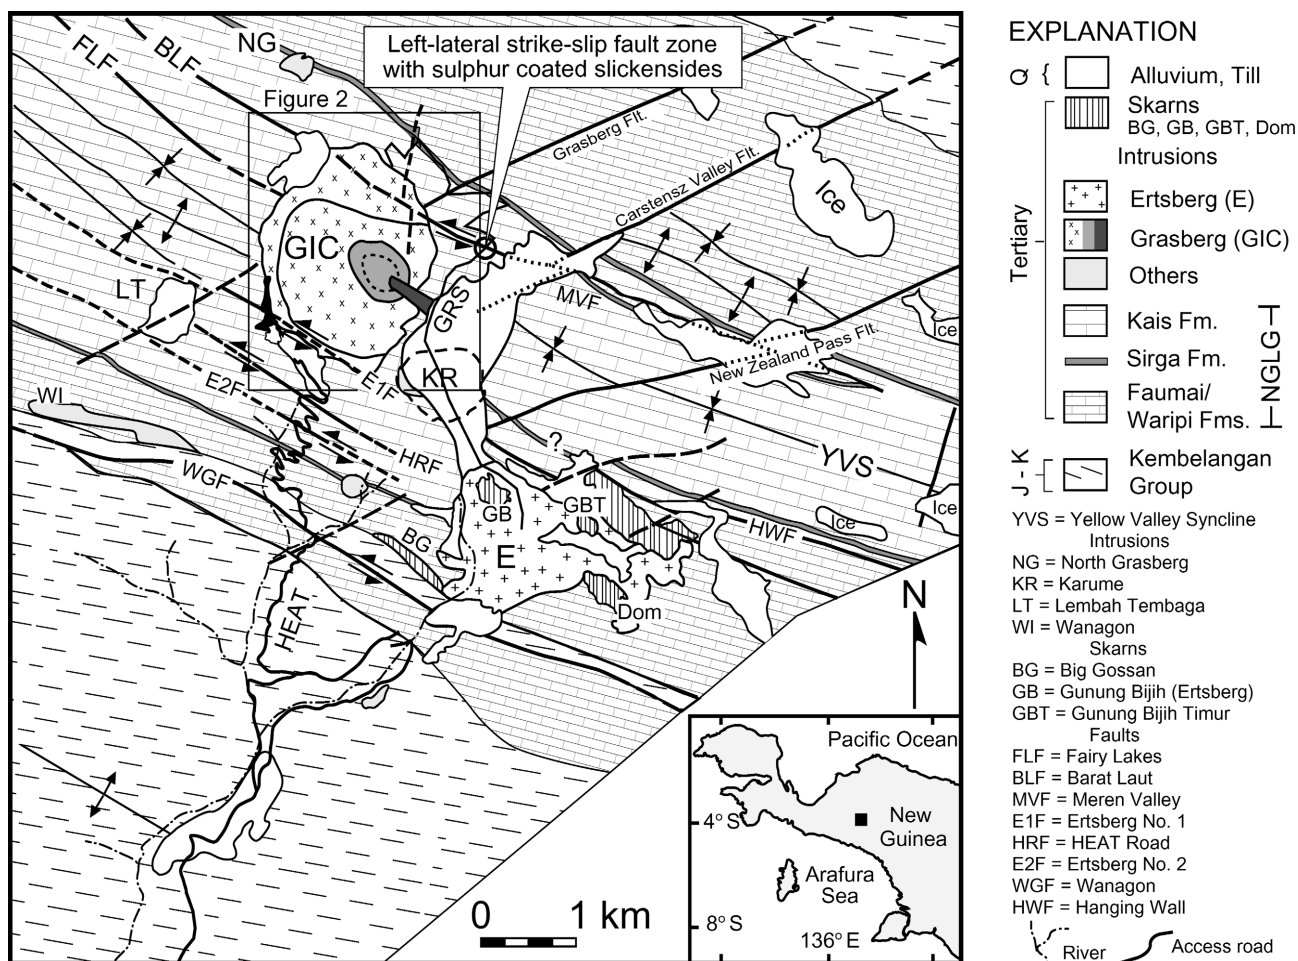 NG
Left-lateral strike-slip fault zone
with sulphur coated slickensides
FLF
BLF
Figure 2
Grasberg Flt.
Carstensz Valley Flt.
Ice
GIC
LT
GRS
MVF
Ice
New Zealand Pass Flt.
KR
E1F
E2F
WI
HRF
?
YVS
WGF
GB
GBT
Ice
Ice
HWF
BG
E
Dom
HEAT
N
0 1 km
Pacific Ocean
4° S
New
Guinea
Arafura
Sea
8° S
136° E
EXPLANATION
Q { Alluvium, Till
Skarns
BG, GB, GBT, Dom
Intrusions
Ertsberg (E)
Grasberg (GIC)
Others
Tertiary
Kais Fm.
Sirga Fm.
Faumai/
Waripi Fms.
NGLG
J - K
Kembelangan
Group
YVS = Yellow Valley Syncline
Intrusions
NG = North Grasberg
KR = Karume
LT = Lembah Tembaga
WI = Wanagon
Skarns
BG = Big Gossan
GB = Gunung Bijih (Ertsberg)
GBT = Gunung Bijih Timur
Faults
FLF = Fairy Lakes
BLF = Barat Laut
MVF = Meren Valley
E1F = Ertsberg No. 1
HRF = HEAT Road
E2F = Ertsberg No. 2
WGF = Wanagon
HWF = Hanging Wall
River
Access road